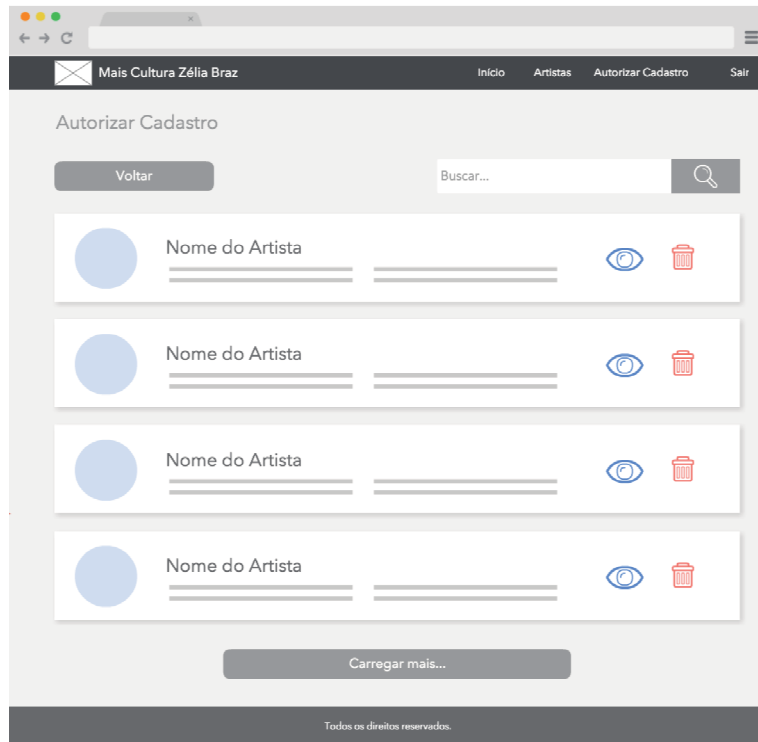 Mais Cultura Zélia Braz
Início Artistas Autorizar Cadastro Sair
Autorizar Cadastro
Voltar
Buscar...
Nome do Artista
Nome do Artista
Nome do Artista
Nome do Artista
Carregar mais...
Todos os direitos reservados.